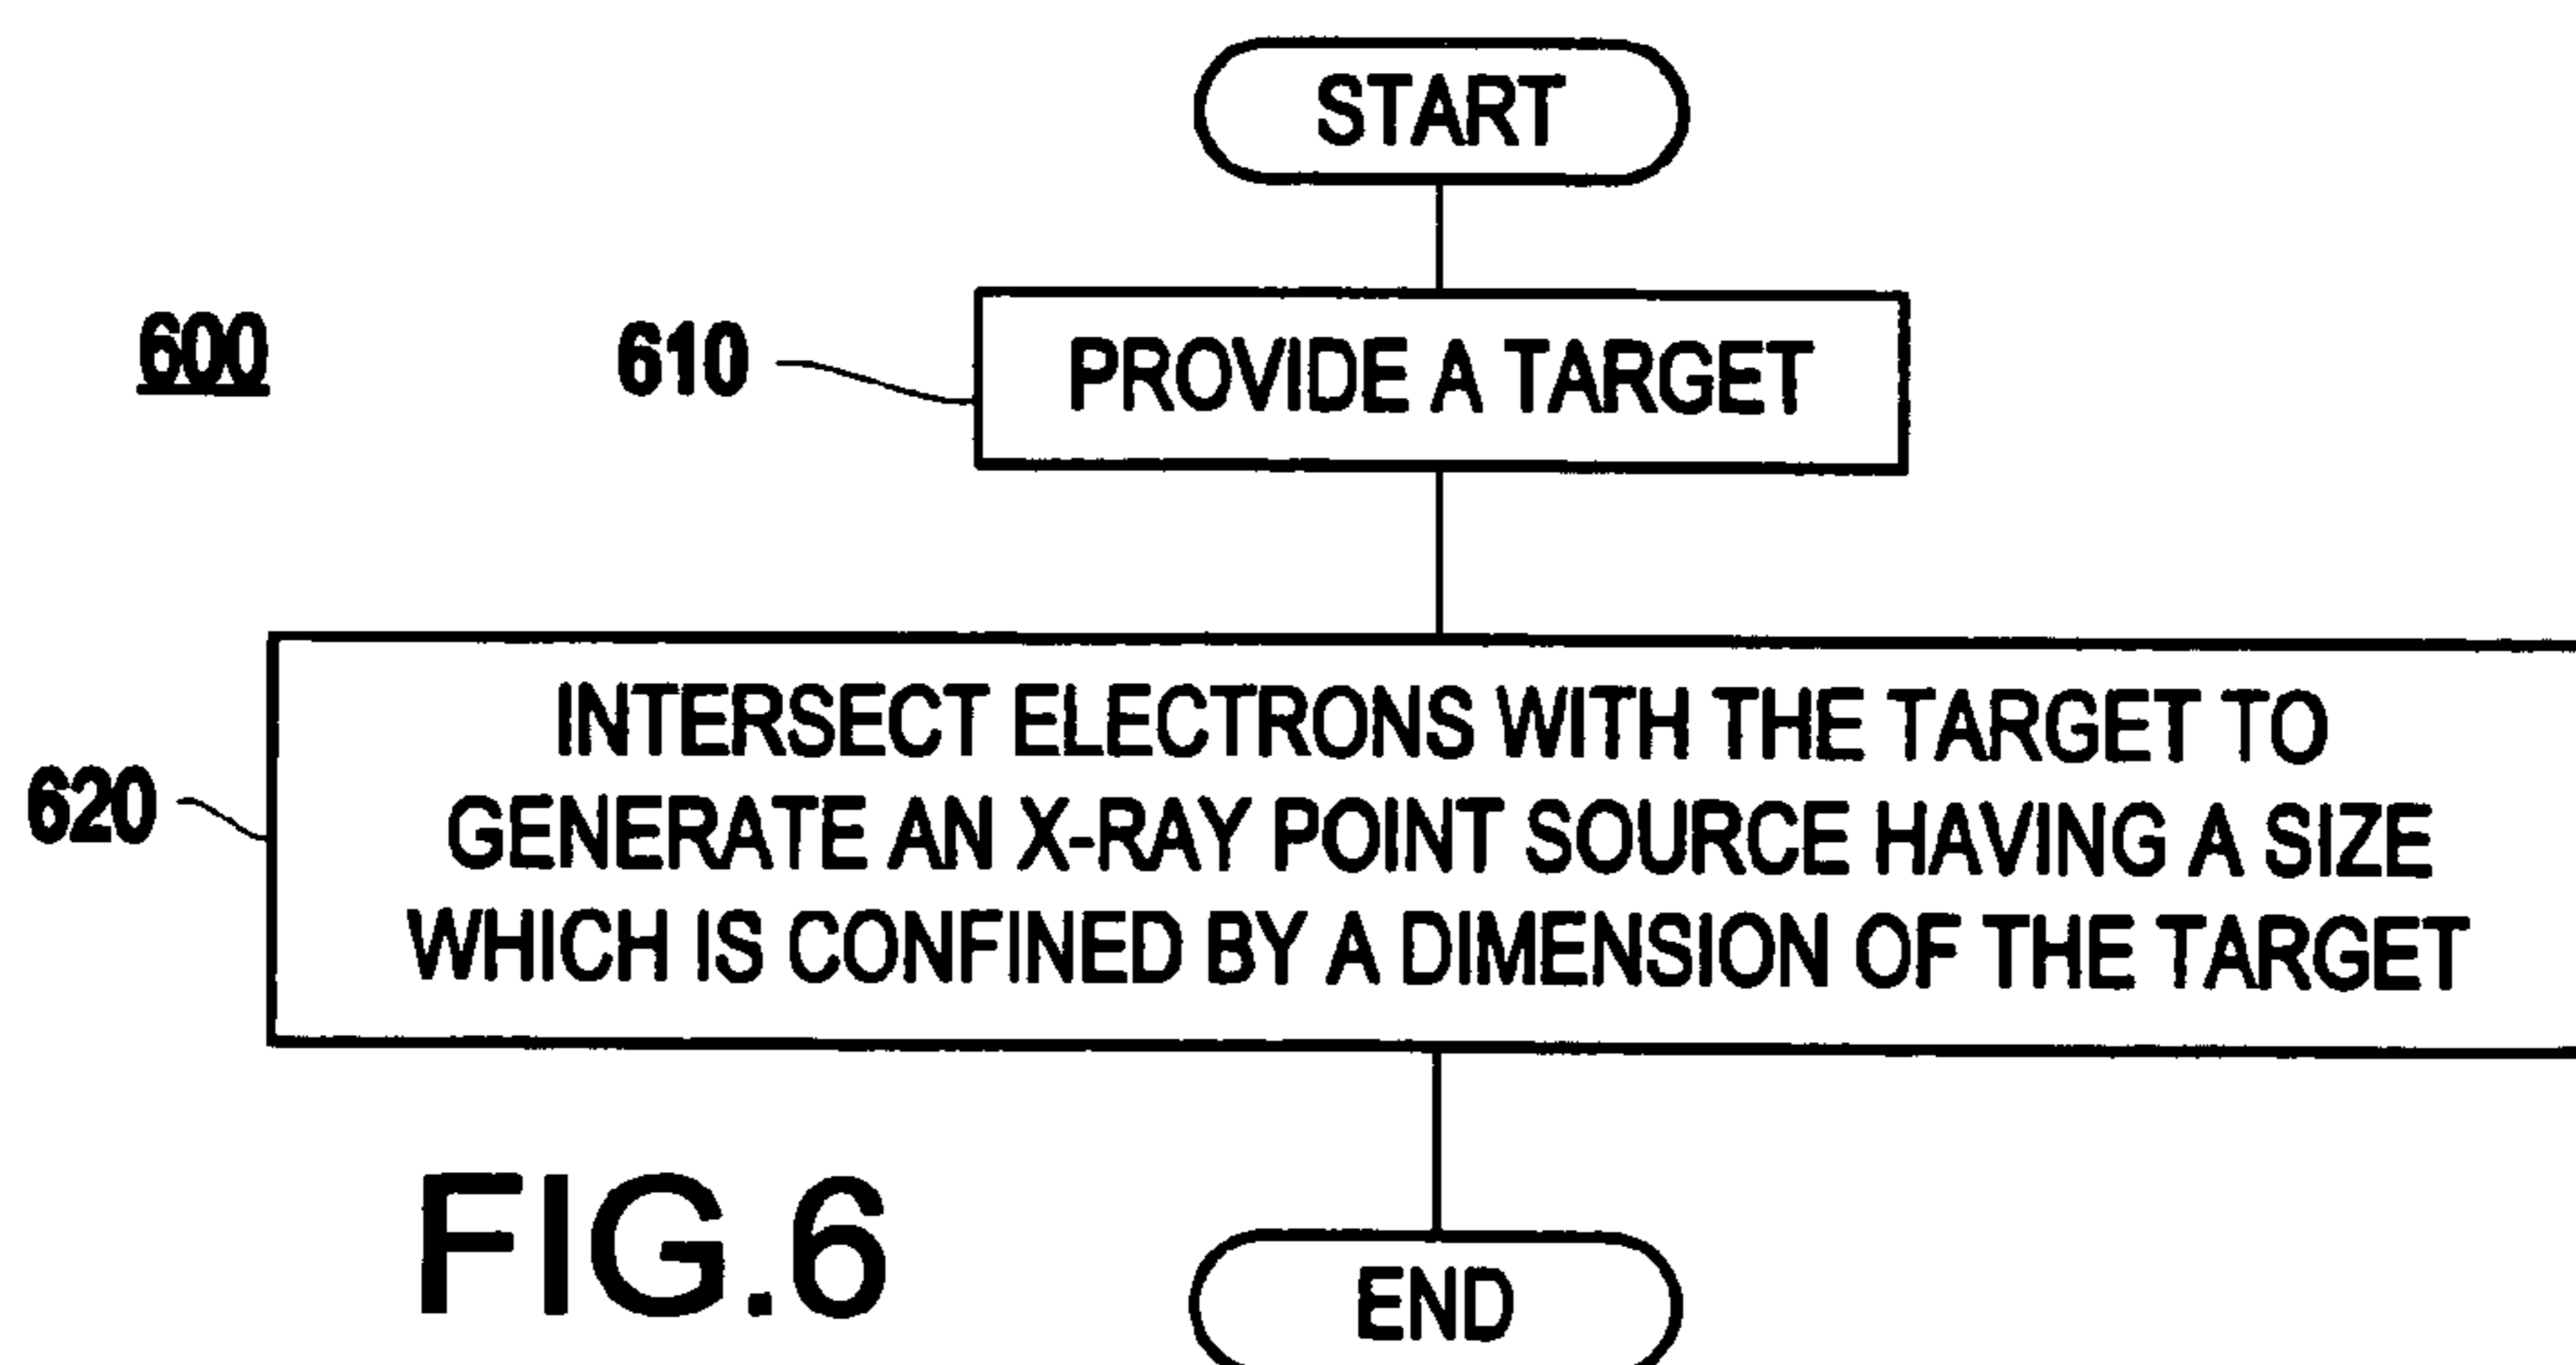 START
600
610
PROVIDE A TARGET
620
INTERSECT ELECTRONS WITH THE TARGET TO
GENERATE AN X-RAY POINT SOURCE HAVING A SIZE
WHICH IS CONFINED BY A DIMENSION OF THE TARGET
FIG.6
END